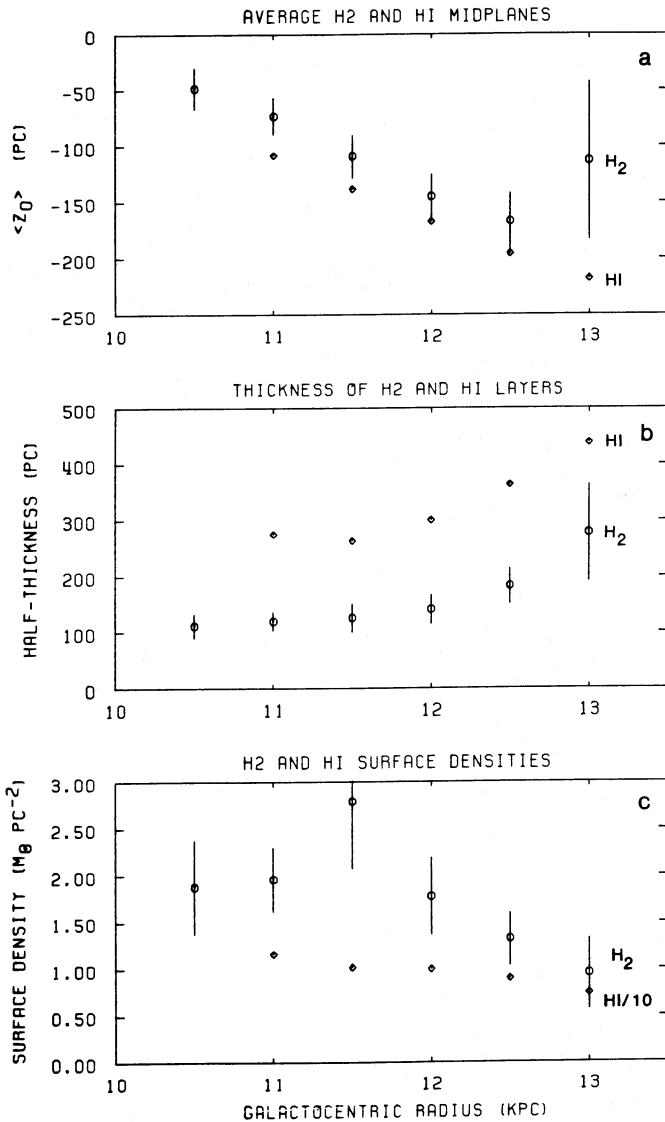 AVERAGE H2 AND HI MIDPLANES
a
0
-50
-100
-150
-200
-250
<Z0> (PC)
H2
HI
10 11 12 13
THICKNESS OF H2 AND HI LAYERS
b
500
400
300
200
100
0
HALF-THICKNESS (PC)
HI
H2
10 11 12 13
H2 AND HI SURFACE DENSITIES
c
3.00
2.50
2.00
1.50
1.00
0.50
0.00
SURFACE DENSITY (M⊙ PC⁻²)
H2
HI/10
10 11 12 13
GALACTOCENTRIC RADIUS (KPC)